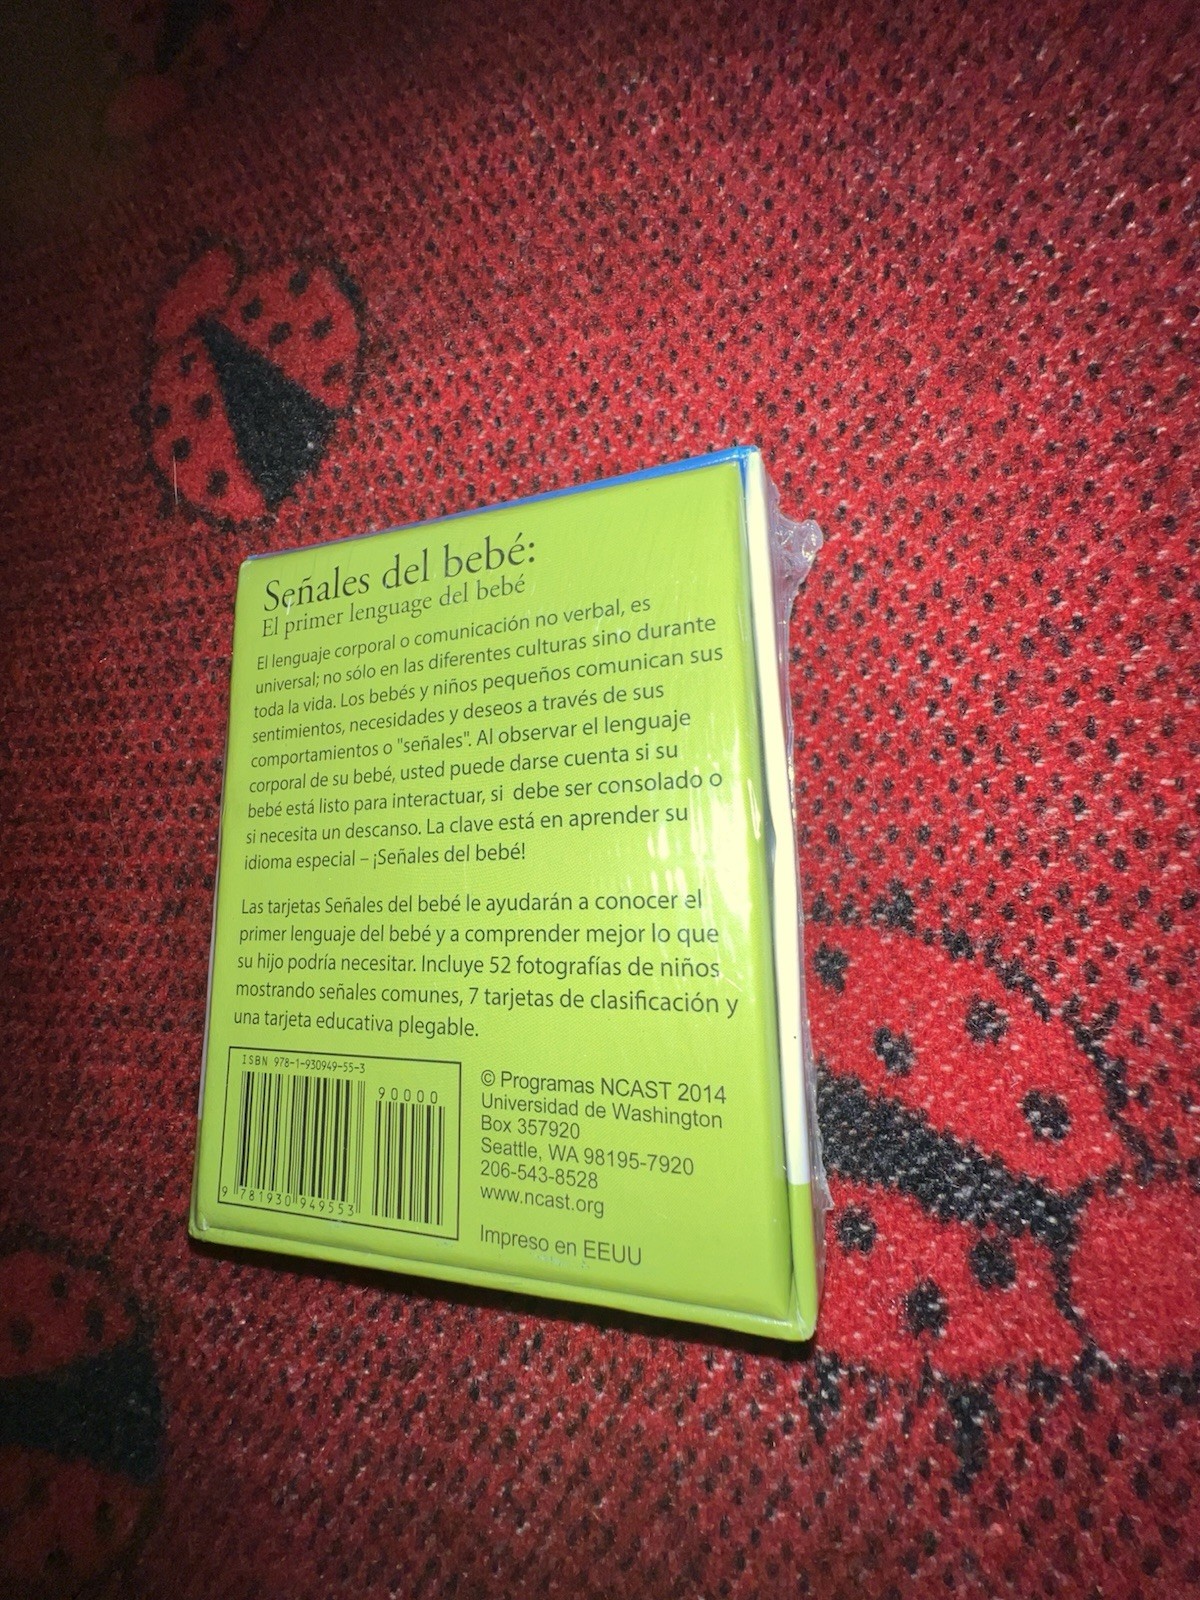 Señales del bebé:
El primer lenguage del bebé
El lenguaje corporal o comunicación no verbal, es
universal; no sólo en las diferentes culturas sino durante
toda la vida. Los bebés y niños pequeños comunican sus
sentimientos, necesidades y deseos a través de sus
comportamientos o "señales". Al observar el lenguaje
corporal de su bebé, usted puede darse cuenta si su
bebé está listo para interactuar, si debe ser consolado o
si necesita un descanso. La clave está en aprender su
idioma especial – ¡Señales del bebé!
Las tarjetas Señales del bebé le ayudarán a conocer el
primer lenguaje del bebé y a comprender mejor lo que
su hijo podría necesitar. Incluye 52 fotografías de niños
mostrando señales comunes, 7 tarjetas de clasificación y
una tarjeta educativa plegable.
ISBN 978-1-930949-55-3
90000
9 781930 949553
© Programas NCAST 2014
Universidad de Washington
Box 357920
Seattle, WA 98195-7920
206-543-8528
www.ncast.org
Impreso en EEUU